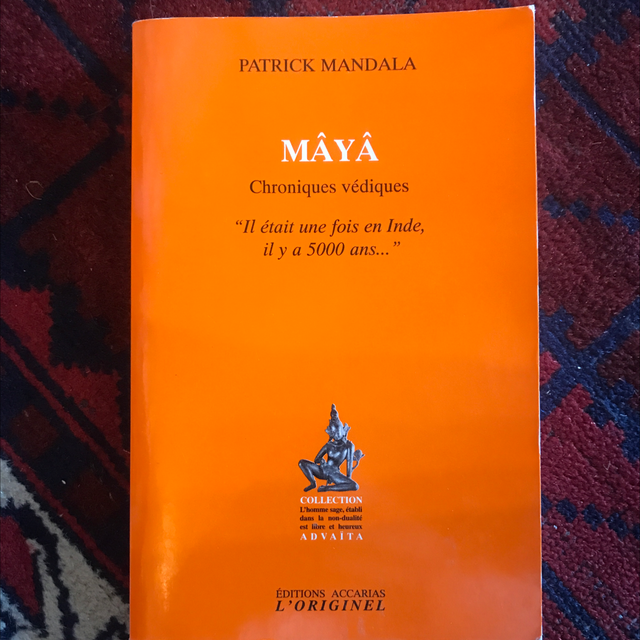 PATRICK MANDALA
MÂYÂ
Chroniques védiques
“Il était une fois en Inde,
il y a 5000 ans...”
COLLECTION
L'homme sage, établi
dans la non-dualité
est libre et heureux
ADVAÏTA
ÉDITIONS ACCARIAS
L'ORIGINEL